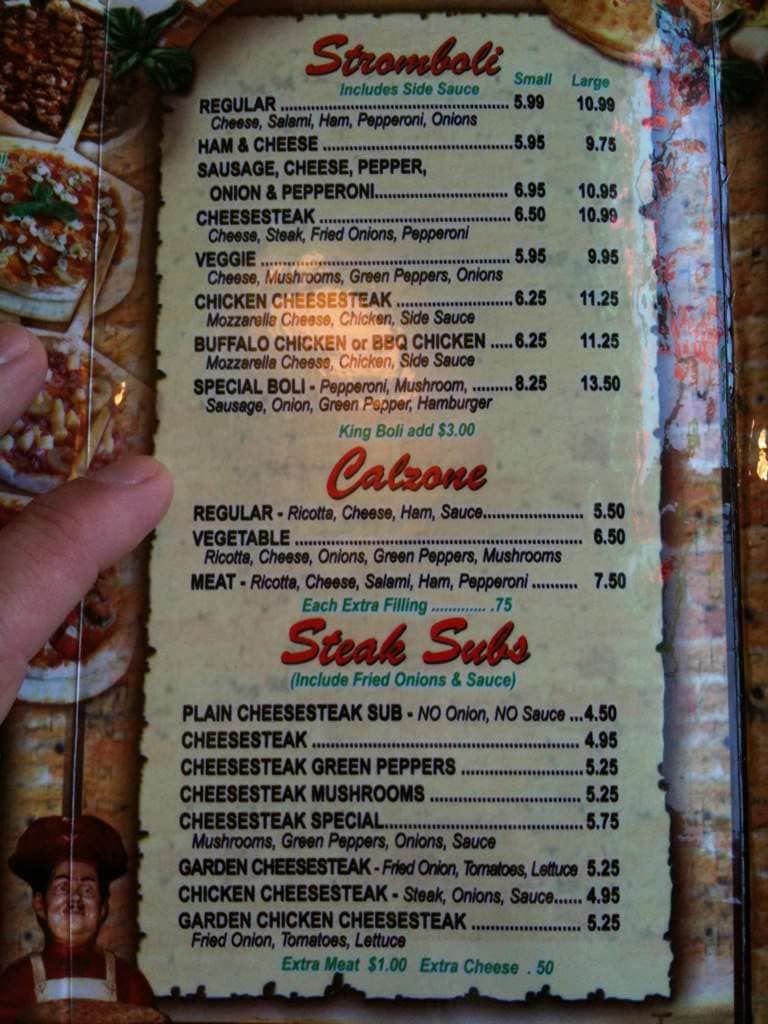 Stromboli Small Large
Includes Side Sauce
REGULAR ........................................ 5.99 10.99
Cheese, Salami, Ham, Pepperoni, Onions
HAM & CHEESE ................................5.95 9.75
SAUSAGE, CHEESE, PEPPER,
ONION & PEPPERONI...................... 6.95 10.95
CHEESESTEAK ................................. 6.50 10.99
Cheese, Steak, Fried Onions, Pepperoni
VEGGIE .......................................... 5.95 9.95
Cheese, Mushrooms, Green Peppers, Onions
CHICKEN CHEESESTEAK ................... 6.25 11.25
Mozzarella Cheese, Chicken, Side Sauce
BUFFALO CHICKEN or BBQ CHICKEN ..... 6.25 11.25
Mozzarella Cheese, Chicken, Side Sauce
SPECIAL BOLI - Pepperoni, Mushroom, ......... 8.25 13.50
Sausage, Onion, Green Pepper, Hamburger
King Boli add $3.00
Calzone
REGULAR - Ricotta, Cheese, Ham, Sauce...................... 5.50
VEGETABLE ..................................................... 6.50
Ricotta, Cheese, Onions, Green Peppers, Mushrooms
MEAT - Ricotta, Cheese, Salami, Ham, Pepperoni .......... 7.50
Each Extra Filling ............. .75
Steak Subs
(Include Fried Onions & Sauce)
PLAIN CHEESESTEAK SUB - NO Onion, NO Sauce ...4.50
CHEESESTEAK .................................................. 4.95
CHEESESTEAK GREEN PEPPERS ....................... 5.25
CHEESESTEAK MUSHROOMS ............................ 5.25
CHEESESTEAK SPECIAL..................................... 5.75
Mushrooms, Green Peppers, Onions, Sauce
GARDEN CHEESESTEAK - Fried Onion, Tomatoes, Lettuce 5.25
CHICKEN CHEESESTEAK - Steak, Onions, Sauce...... 4.95
GARDEN CHICKEN CHEESESTEAK .................... 5.25
Fried Onion, Tomatoes, Lettuce
Extra Meat $1.00 Extra Cheese . 50